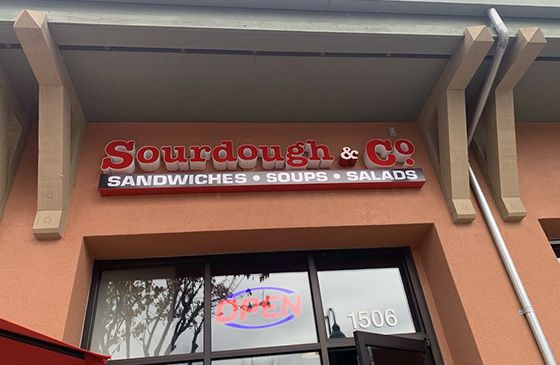 Sourdough & Co.
SANDWICHES • SOUPS • SALADS
OPEN
1506